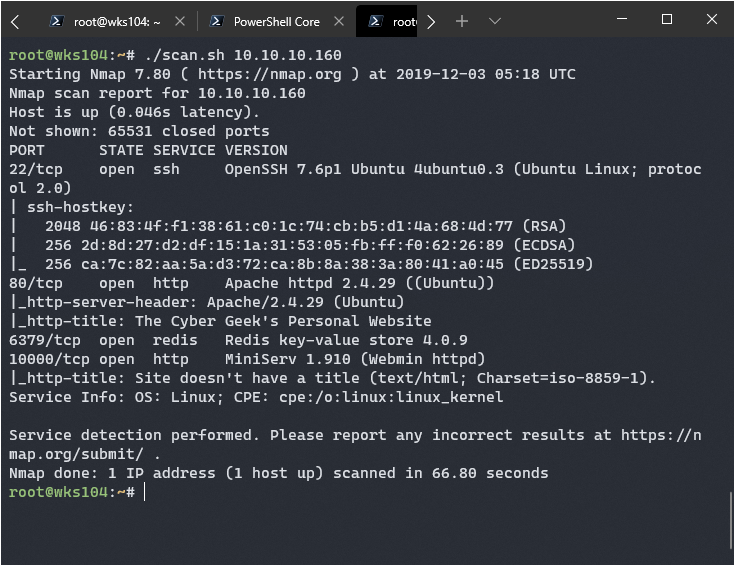 root@wks104: ~ PowerShell Core root@
root@wks104:~# ./scan.sh 10.10.10.160
Starting Nmap 7.80 ( https://nmap.org ) at 2019-12-03 05:18 UTC
Nmap scan report for 10.10.10.160
Host is up (0.046s latency).
Not shown: 65531 closed ports
PORT      STATE SERVICE VERSION
22/tcp    open  ssh     OpenSSH 7.6p1 Ubuntu 4ubuntu0.3 (Ubuntu Linux; protoc
ol 2.0)
| ssh-hostkey:
|   2048 46:83:4f:f1:38:61:c0:1c:74:cb:b5:d1:4a:68:4d:77 (RSA)
|   256 2d:8d:27:d2:df:15:1a:31:53:05:fb:ff:f0:62:26:89 (ECDSA)
|_  256 ca:7c:82:aa:5a:d3:72:ca:8b:8a:38:3a:80:41:a0:45 (ED25519)
80/tcp    open  http    Apache httpd 2.4.29 ((Ubuntu))
|_http-server-header: Apache/2.4.29 (Ubuntu)
|_http-title: The Cyber Geek's Personal Website
6379/tcp  open  redis   Redis key-value store 4.0.9
10000/tcp open  http    MiniServ 1.910 (Webmin httpd)
|_http-title: Site doesn't have a title (text/html; Charset=iso-8859-1).
Service Info: OS: Linux; CPE: cpe:/o:linux:linux_kernel

Service detection performed. Please report any incorrect results at https://n
map.org/submit/ .
Nmap done: 1 IP address (1 host up) scanned in 66.80 seconds
root@wks104:~#